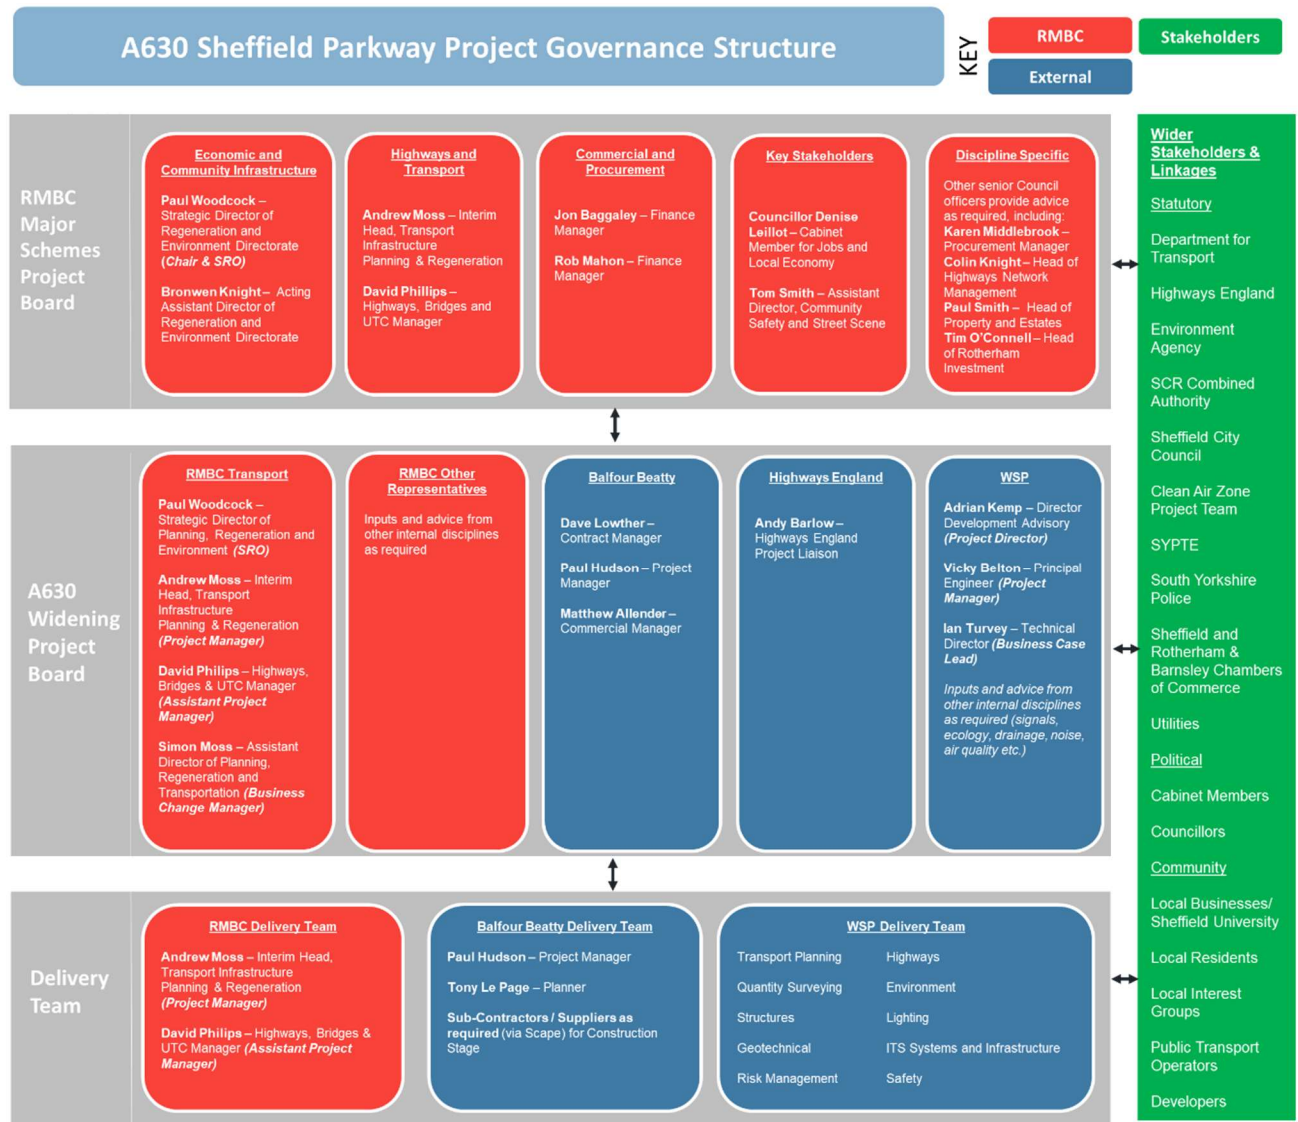 A630 Sheffield Parkway Project Governance Structure
KEY
RMBC
Stakeholders
External
RMBC
Major
Schemes
Project
Board
Economic and
Community Infrastructure
Paul Woodcock –
Strategic Director of
Regeneration and
Environment Directorate
(Chair & SRO)
Bronwen Knight – Acting
Assistant Director of
Regeneration and
Environment Directorate
Highways and
Transport
Andrew Moss – Interim
Head, Transport
Infrastructure
Planning & Regeneration
David Phillips –
Highways, Bridges and
UTC Manager
Commercial and
Procurement
Jon Baggaley – Finance
Manager
Rob Mahon – Finance
Manager
Key Stakeholders
Councillor Denise
Leillot – Cabinet
Member for Jobs and
Local Economy
Tom Smith – Assistant
Director, Community
Safety and Street Scene
Discipline Specific
Other senior Council
officers provide advice
as required, including:
Karen Middlebrook –
Procurement Manager
Colin Knight – Head of
Highways Network
Management
Paul Smith – Head of
Property and Estates
Tim O'Connell – Head
of Rotherham
Investment
A630
Widening
Project
Board
RMBC Transport
Paul Woodcock –
Strategic Director of
Planning, Regeneration and
Environment (SRO)
Andrew Moss – Interim
Head, Transport
Infrastructure
Planning & Regeneration
(Project Manager)
David Philips – Highways,
Bridges & UTC Manager
(Assistant Project
Manager)
Simon Moss – Assistant
Director of Planning,
Regeneration and
Transportation (Business
Change Manager)
RMBC Other
Representatives
Inputs and advice from
other internal disciplines
as required
Balfour Beatty
Dave Lowther –
Contract Manager
Paul Hudson – Project
Manager
Matthew Allender –
Commercial Manager
Highways England
Andy Barlow –
Highways England
Project Liaison
WSP
Adrian Kemp – Director
Development Advisory
(Project Director)
Vicky Belton – Principal
Engineer (Project
Manager)
Ian Turvey – Technical
Director (Business Case
Lead)
Inputs and advice from
other internal disciplines
as required (signals,
ecology, drainage, noise,
air quality etc.)
Delivery
Team
RMBC Delivery Team
Andrew Moss – Interim Head,
Transport Infrastructure
Planning & Regeneration
(Project Manager)
David Philips – Highways, Bridges &
UTC Manager (Assistant Project
Manager)
Balfour Beatty Delivery Team
Paul Hudson – Project Manager
Tony Le Page – Planner
Sub-Contractors / Suppliers as
required (via Scape) for Construction
Stage
WSP Delivery Team
Transport Planning
Quantity Surveying
Structures
Geotechnical
Risk Management
Highways
Environment
Lighting
ITS Systems and Infrastructure
Safety
Wider
Stakeholders &
Linkages
Statutory
Department for
Transport
Highways England
Environment
Agency
SCR Combined
Authority
Sheffield City
Council
Clean Air Zone
Project Team
SYPTE
South Yorkshire
Police
Sheffield and
Rotherham &
Barnsley Chambers
of Commerce
Utilities
Political
Cabinet Members
Councillors
Community
Local Businesses/
Sheffield University
Local Residents
Local Interest
Groups
Public Transport
Operators
Developers